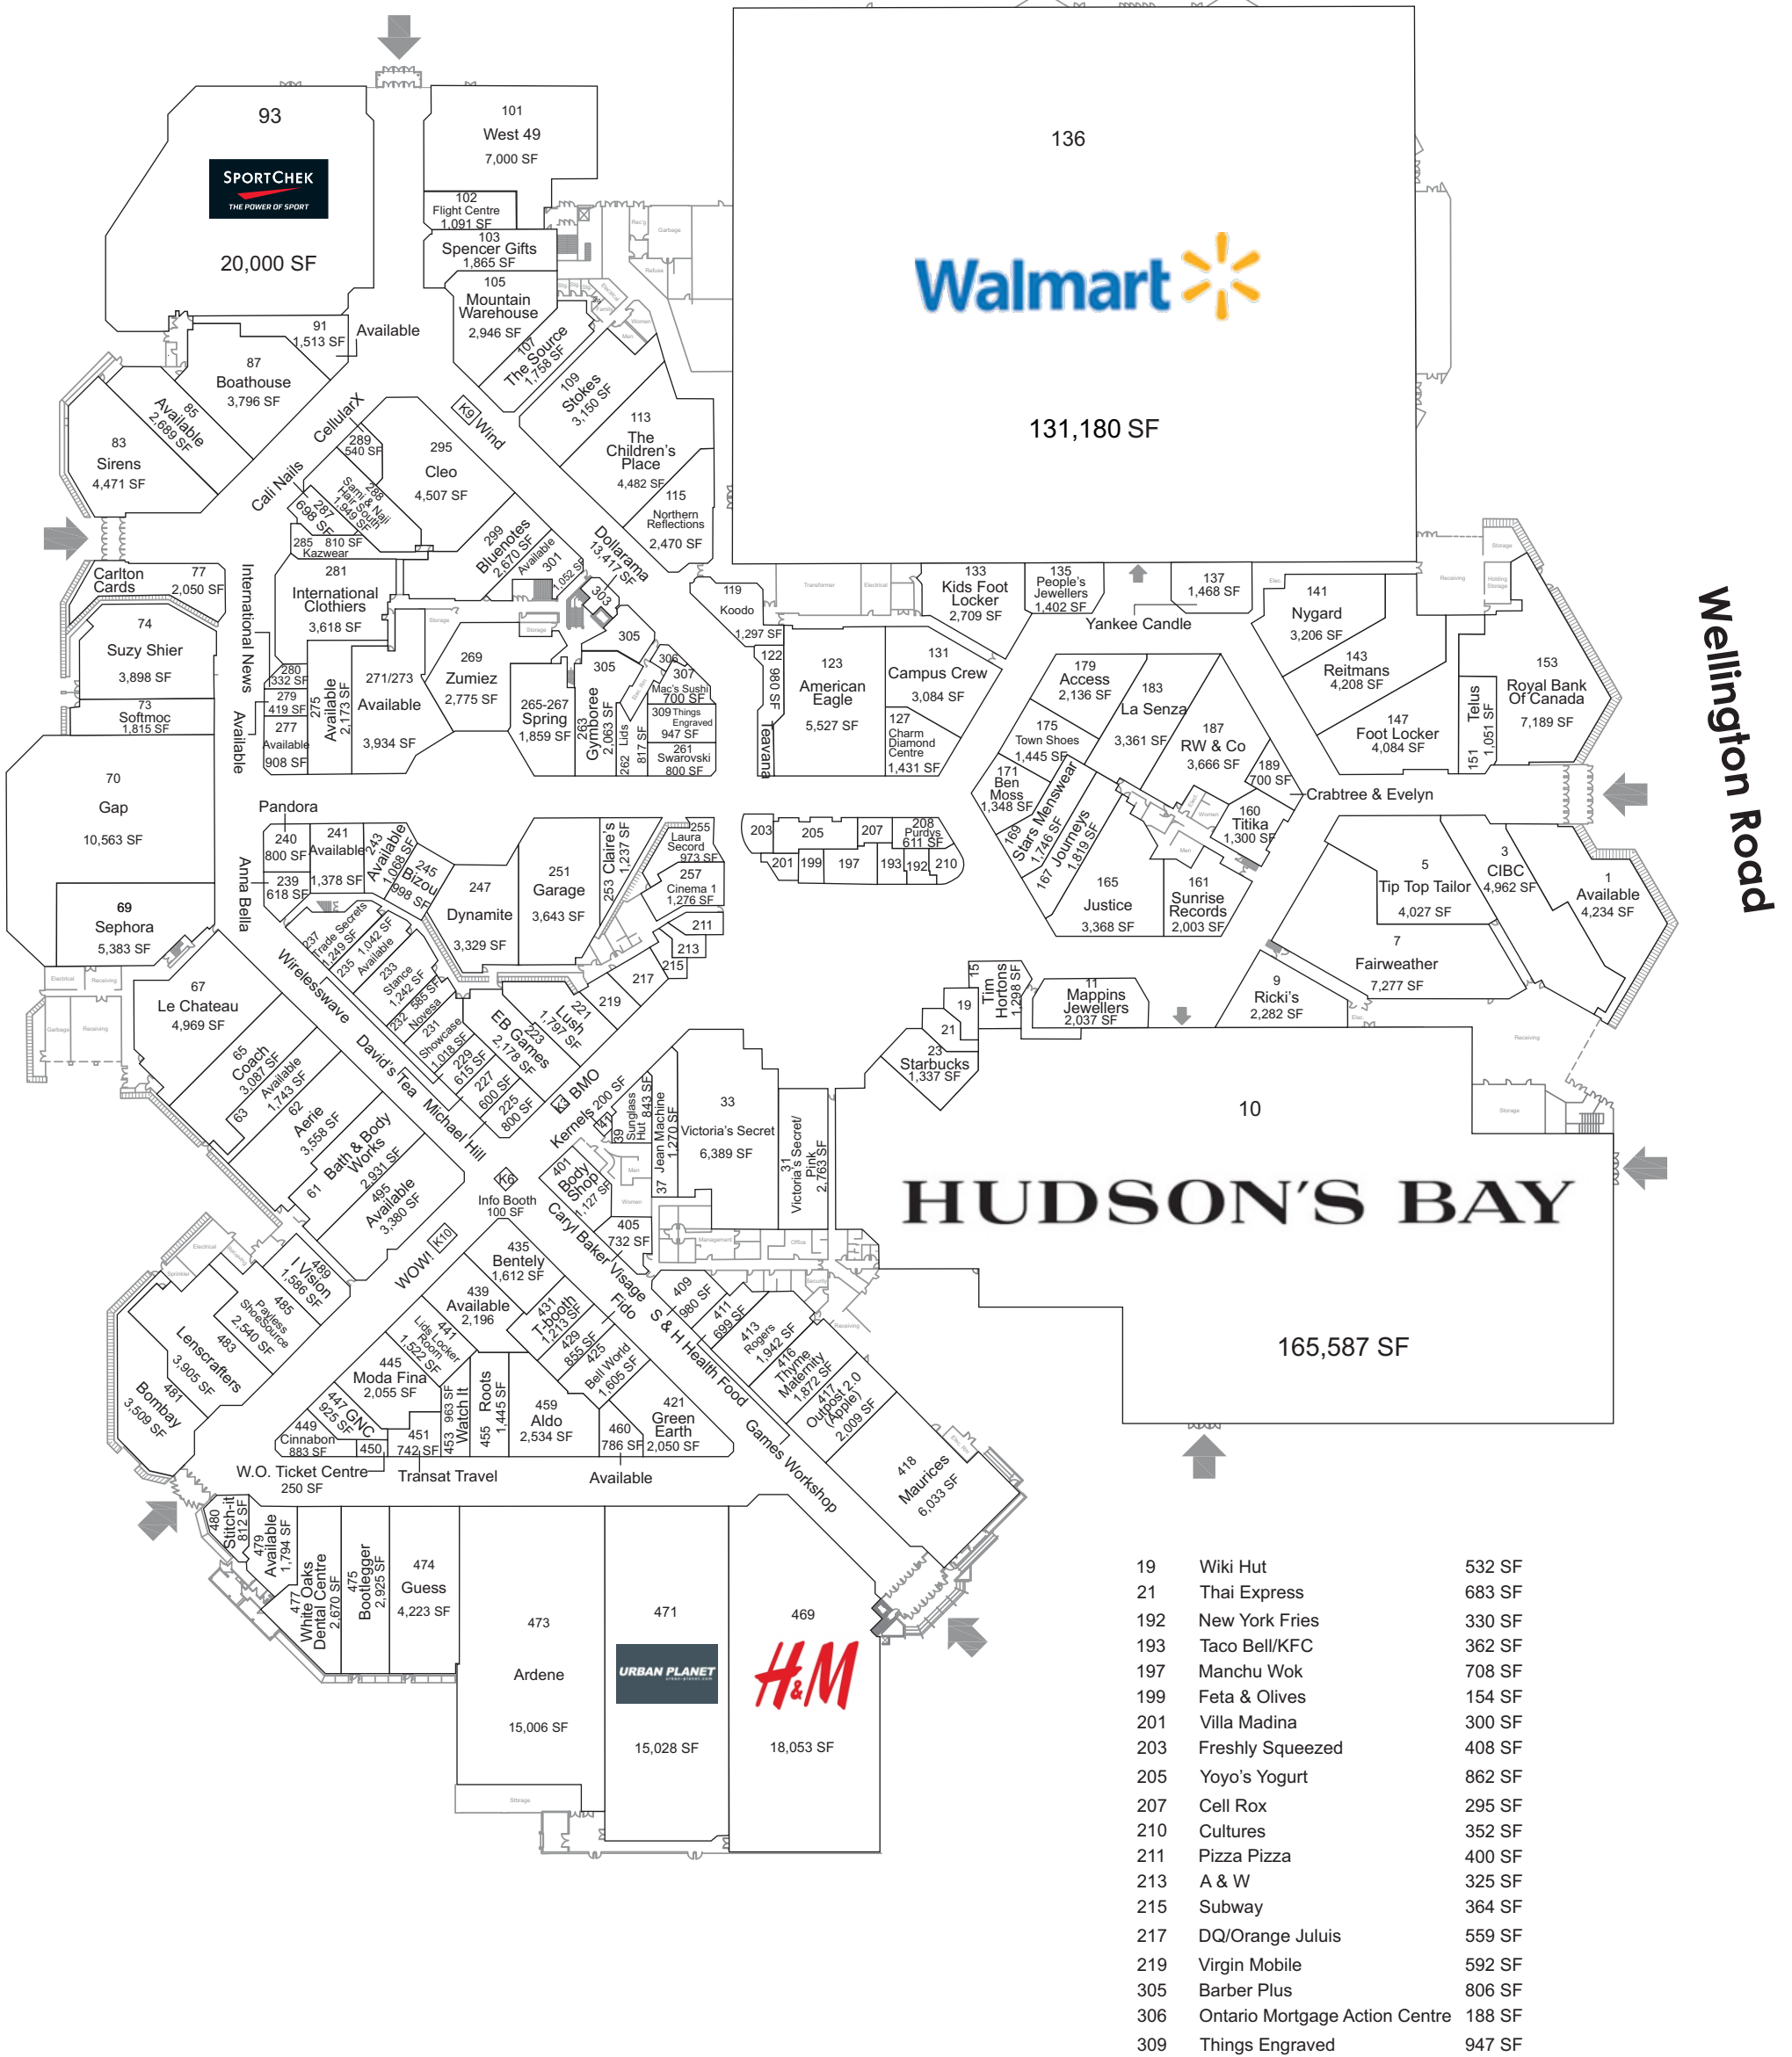 93
SPORTCHEK
THE POWER OF SPORT
20,000 SF
101
West 49
7,000 SF
102
Flight Centre
1,091 SF
103
Spencer Gifts
1,865 SF
105
Mountain
Warehouse
2,946 SF
107
The Source
1,758 SF
109
Stokes
3,150 SF
113
The
Children's
Place
4,482 SF
115
Northern
Reflections
2,470 SF
136
Walmart
131,180 SF
91
1,513 SF
Available
87
Boathouse
3,796 SF
85
Available
2,689 SF
83
Sirens
4,471 SF
CellularX
289
540 SF
295
Cleo
4,507 SF
K9 Wind
Cali Nails
288
Sami & Naji
Hair South
1,949 SF
287
698 SF
285 810 SF
Kazwear
299
Bluenotes
2,670 SF
Available
301
1,052 SF
Dollarama
13,417 SF
303
305
Carlton
Cards
77
2,050 SF
74
Suzy Shier
3,898 SF
73
Softmoc
1,815 SF
70
Gap
10,563 SF
69
Sephora
5,383 SF
International News
Available
281
International
Clothiers
3,618 SF
280
332 SF
279
419 SF
277
Available
908 SF
275
Available
2,173 SF
271/273
Available
3,934 SF
269
Zumiez
2,775 SF
265-267
Spring
1,859 SF
263
Gymboree
2,063 SF
305
306
307
Mac's Sushi
700 SF
309 Things
Engraved
947 SF
261
Swarovski
800 SF
262 Lids
817 SF
119
Koodo
1,297 SF
122
980 SF
Teavana
123
American
Eagle
5,527 SF
131
Campus Crew
3,084 SF
127
Charm
Diamond
Centre
1,431 SF
Transformer
Electrical
133
Kids Foot
Locker
2,709 SF
135
People's
Jewellers
1,402 SF
137
1,468 SF
Yankee Candle
141
Nygard
3,206 SF
143
Reitmans
4,208 SF
147
Foot Locker
4,084 SF
151 Telus
1,051 SF
153
Royal Bank
Of Canada
7,189 SF
Receiving
Storage
Holding
Storage
Wellington Road
179
Access
2,136 SF
183
La Senza
3,361 SF
175
Town Shoes
1,445 SF
187
RW & Co
3,666 SF
189
700 SF
Crabtree & Evelyn
171
Ben
Moss
1,348 SF
169
Stars Menswear
1,746 SF
167 Journeys
1,819 SF
165
Justice
3,368 SF
161
Sunrise
Records
2,003 SF
160
Titika
1,300 SF
5
Tip Top Tailor
4,027 SF
3
CIBC
4,962 SF
1
Available
4,234 SF
7
Fairweather
7,277 SF
9
Ricki's
2,282 SF
11
Mappins
Jewellers
2,037 SF
15
Tim
Hortons
1,298 SF
19
21
23
Starbucks
1,337 SF
203
205
207
208
Purdys
611 SF
201
199
197
193
192
210
Pandora
240
800 SF
239
618 SF
Anna Bella
241
Available
1,378 SF
243
Available
1,068 SF
245
Bizou
998 SF
247
Dynamite
3,329 SF
251
Garage
3,643 SF
253 Claire's
1,237 SF
255
Laura
Secord
973 SF
257
Cinema 1
1,276 SF
211
213
215
217
219
221
Lush
1,797 SF
223
EB Games
2,178 SF
237
Trade Secrets
1,249 SF
235
1,042 SF
Available
233
Stance
1,242 SF
232
585 SF
Novesa
231
Showcase
1,018 SF
229
615 SF
227
600 SF
225
800 SF
Wirelesswave
David's Tea
Michael Hill
67
Le Chateau
4,969 SF
65
Coach
3,087 SF
63
Available
1,743 SF
62
Aerie
3,558 SF
61
Bath & Body
Works
2,931 SF
495
Available
3,380 SF
K3 BMO
Kernels 200 SF
41
39
Sunglass
Hut 843 SF
37 Jean Machine
1,270 SF
33
Victoria's Secret
6,389 SF
31
Victoria's Secret/
Pink
2,763 SF
10
HUDSON'S BAY
165,587 SF
K6
Info Booth
100 SF
401
Body
Shop
1,127 SF
405
732 SF
Caryl Baker Visage
Management
Office
Security
WOW! K10
435
Bentely
1,612 SF
439
Available
2,196
431
T-booth
1,213 SF
Fido
429
855 SF
425
Bell World
1,605 SF
421
Green
Earth
2,050 SF
409
980 SF
411
699 SF
S & H Health Food
413
Rogers
1,942 SF
416
Thyme
Maternity
1,872 SF
417
Outpost 2.0
(Apple)
2,009 SF
Games Workshop
418
Maurices
6,033 SF
489
I Vision
1,586 SF
485
Payless
ShoeSource
2,540 SF
483
Lenscrafters
3,905 SF
481
Bombay
3,509 SF
441
Lids Locker
Room
1,522 SF
445
Moda Fina
2,055 SF
447 GNC
925 SF
449
Cinnabon
883 SF
450
W.O. Ticket Centre
250 SF
451
742 SF
Transat Travel
453 963 SF
Watch It
455 Roots
1,445 SF
459
Aldo
2,534 SF
460
786 SF
Available
480
Stitch-it
812 SF
479
Available
1,794 SF
477
White Oaks
Dental Centre
2,670 SF
475
Bootlegger
2,925 SF
474
Guess
4,223 SF
473
Ardene
15,006 SF
471
URBAN PLANET
15,028 SF
469
H&M
18,053 SF
Storage
19 Wiki Hut 532 SF
21 Thai Express 683 SF
192 New York Fries 330 SF
193 Taco Bell/KFC 362 SF
197 Manchu Wok 708 SF
199 Feta & Olives 154 SF
201 Villa Madina 300 SF
203 Freshly Squeezed 408 SF
205 Yoyo's Yogurt 862 SF
207 Cell Rox 295 SF
210 Cultures 352 SF
211 Pizza Pizza 400 SF
213 A & W 325 SF
215 Subway 364 SF
217 DQ/Orange Juluis 559 SF
219 Virgin Mobile 592 SF
305 Barber Plus 806 SF
306 Ontario Mortgage Action Centre 188 SF
309 Things Engraved 947 SF